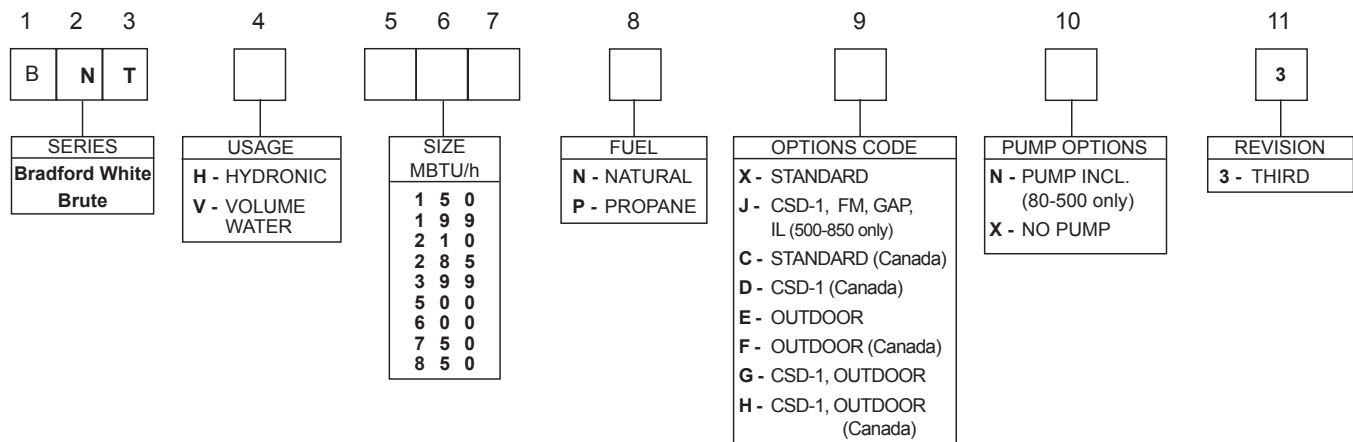 1 2 3 4 5 6 7 8 9 10 11
B N T 3
SERIES
Bradford White
Brute
USAGE
H - HYDRONIC
V - VOLUME
WATER
SIZE
MBTU/h
1 5 0
1 9 9
2 1 0
2 8 5
3 9 9
5 0 0
6 0 0
7 5 0
8 5 0
FUEL
N - NATURAL
P - PROPANE
OPTIONS CODE
X - STANDARD
J - CSD-1, FM, GAP,
IL (500-850 only)
C - STANDARD (Canada)
D - CSD-1 (Canada)
E - OUTDOOR
F - OUTDOOR (Canada)
G - CSD-1, OUTDOOR
H - CSD-1, OUTDOOR
(Canada)
PUMP OPTIONS
N - PUMP INCL.
(80-500 only)
X - NO PUMP
REVISION
3 - THIRD